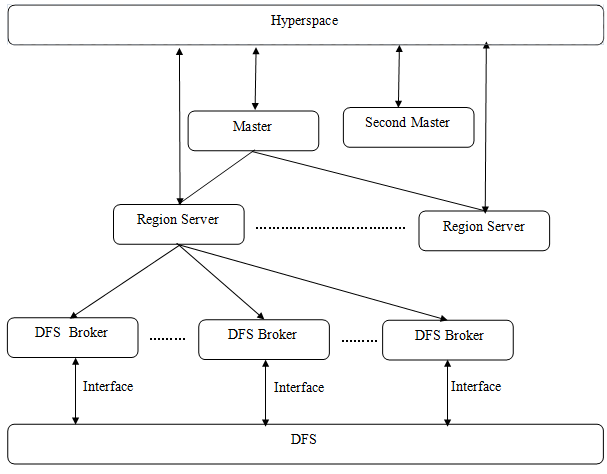 Hyperspace
Master
Second Master
Region Server
Region Server
DFS Broker
DFS Broker
DFS Broker
Interface
Interface
Interface
DFS